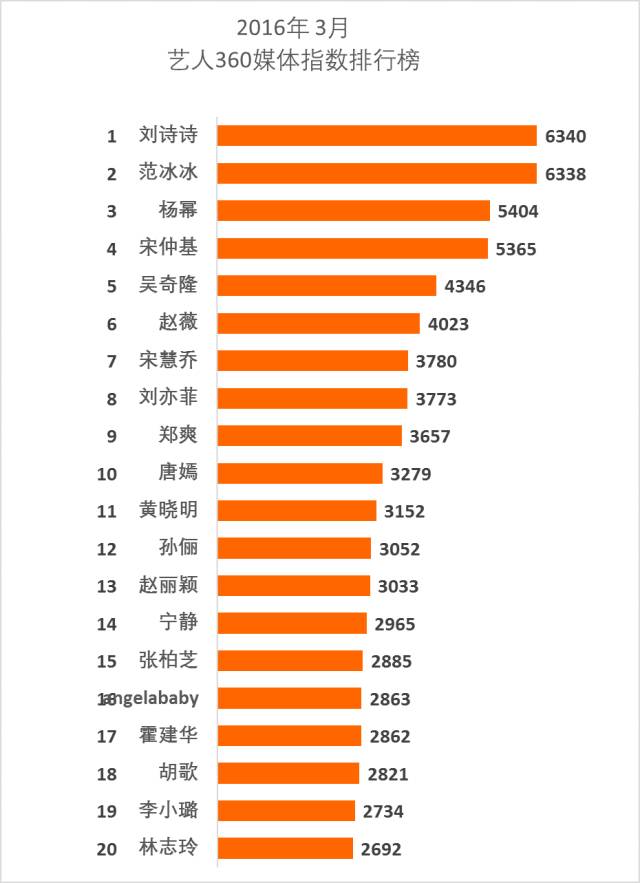 2016年 3月
艺人360媒体指数排行榜
1 刘诗诗 6340
2 范冰冰 6338
3 杨幂 5404
4 宋仲基 5365
5 吴奇隆 4346
6 赵薇 4023
7 宋慧乔 3780
8 刘亦菲 3773
9 郑爽 3657
10 唐嫣 3279
11 黄晓明 3152
12 孙俪 3052
13 赵丽颖 3033
14 宁静 2965
15 张柏芝 2885
16 angelababy 2863
17 霍建华 2862
18 胡歌 2821
19 李小璐 2734
20 林志玲 2692